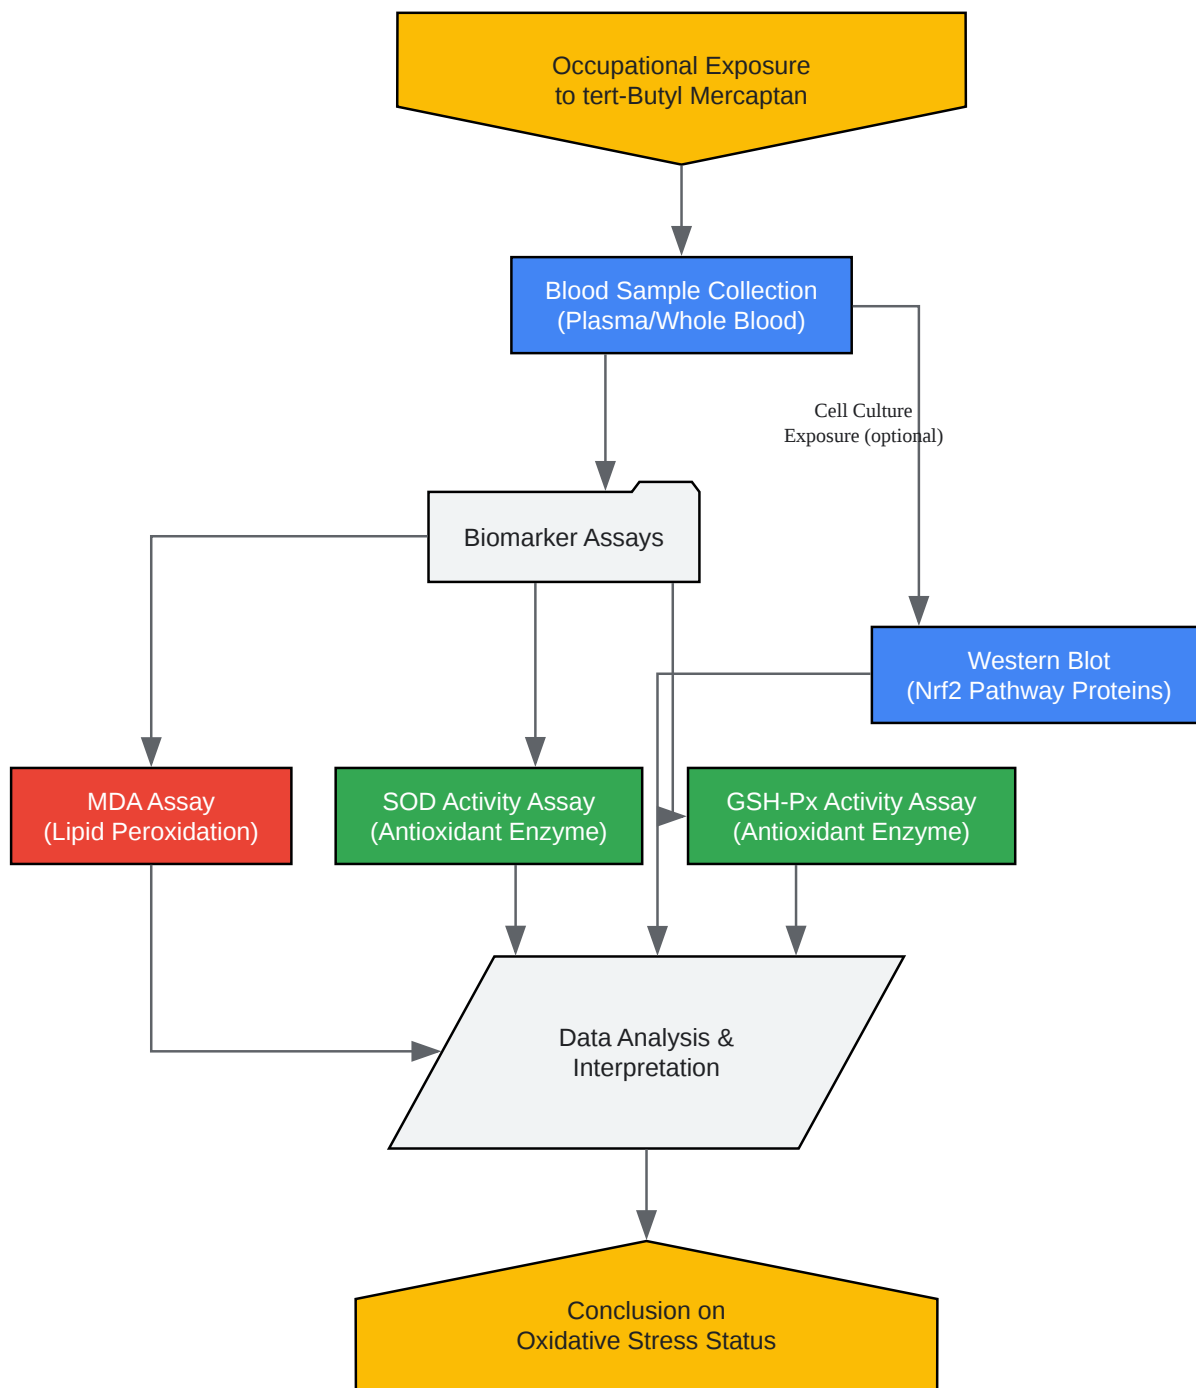 Occupational Exposure
to tert-Butyl Mercaptan
Blood Sample Collection
(Plasma/Whole Blood)
Cell Culture
Exposure (optional)
Biomarker Assays
Western Blot
(Nrf2 Pathway Proteins)
MDA Assay
(Lipid Peroxidation)
SOD Activity Assay
(Antioxidant Enzyme)
GSH-Px Activity Assay
(Antioxidant Enzyme)
Data Analysis &
Interpretation
Conclusion on
Oxidative Stress Status